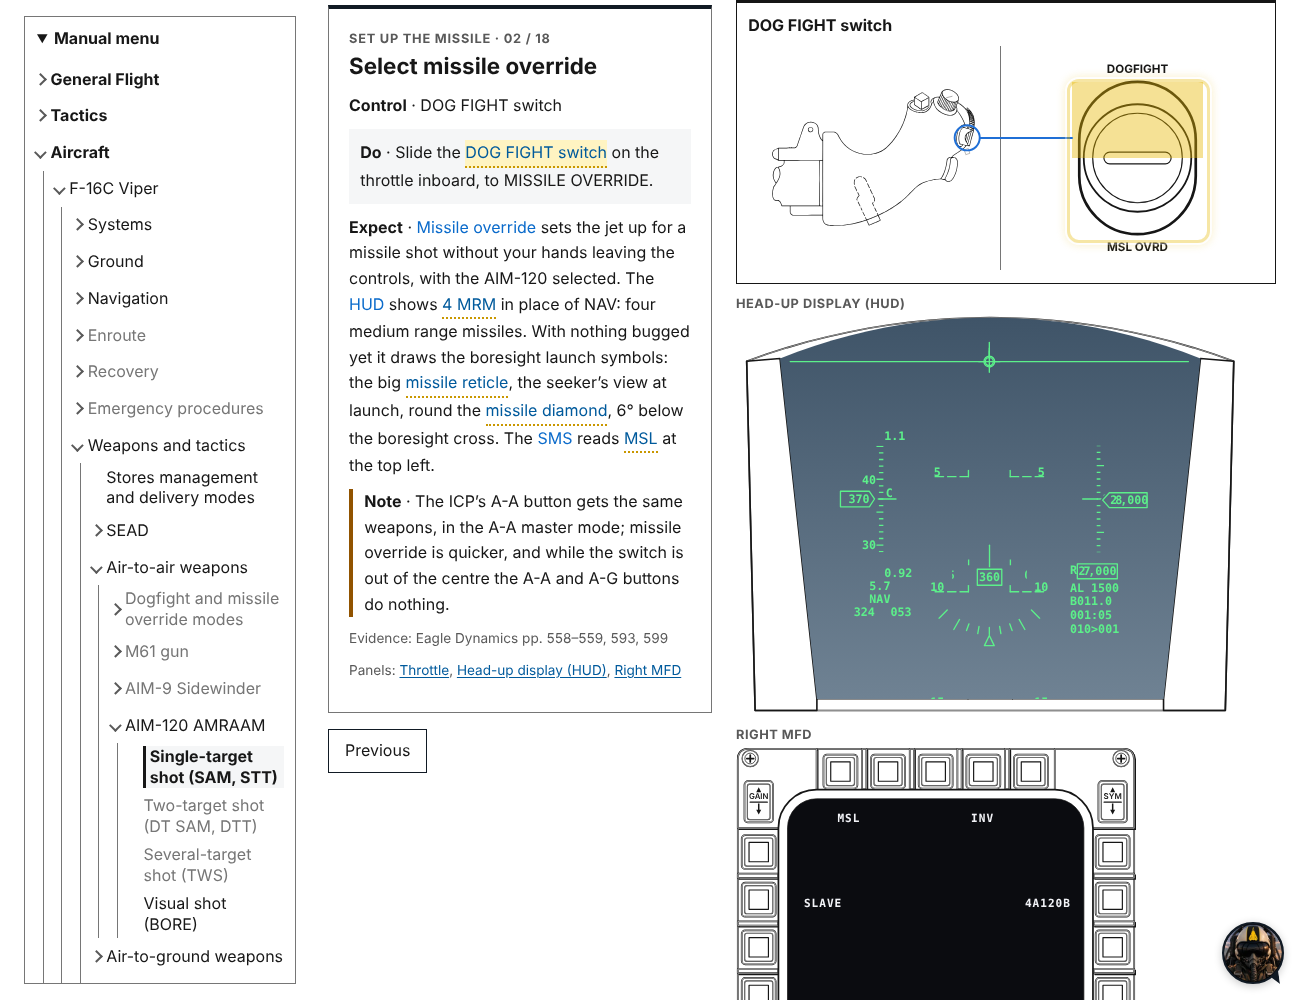 Manual menu
General Flight
Tactics
Aircraft
F-16C Viper
Systems
Ground
Navigation
Enroute
Recovery
Emergency procedures
Weapons and tactics
Stores management
and delivery modes
SEAD
Air-to-air weapons
Dogfight and missile
override modes
M61 gun
AIM-9 Sidewinder
AIM-120 AMRAAM
Single-target
shot (SAM, STT)
Two-target shot
(DT SAM, DTT)
Several-target
shot (TWS)
Visual shot
(BORE)
Air-to-ground weapons
SET UP THE MISSILE · 02 / 18
Select missile override
Control · DOG FIGHT switch
Do · Slide the DOG FIGHT switch on the
throttle inboard, to MISSILE OVERRIDE.
Expect · Missile override sets the jet up for a
missile shot without your hands leaving the
controls, with the AIM-120 selected. The
HUD shows 4 MRM in place of NAV: four
medium range missiles. With nothing bugged
yet it draws the boresight launch symbols:
the big missile reticle, the seeker’s view at
launch, round the missile diamond, 6° below
the boresight cross. The SMS reads MSL at
the top left.
Note · The ICP’s A-A button gets the same
weapons, in the A-A master mode; missile
override is quicker, and while the switch is
out of the centre the A-A and A-G buttons
do nothing.
Evidence: Eagle Dynamics pp. 558–559, 593, 599
Panels: Throttle, Head-up display (HUD), Right MFD
Previous
DOG FIGHT switch
DOGFIGHT
MSL OVRD
HEAD-UP DISPLAY (HUD)
1.1
5 5
40
C
370
28,000
30
0.92
360
R 27,000
5.7
10 10
AL 1500
NAV
B011.0
324 053
001:05
010>001
RIGHT MFD
GAIN
SYM
MSL INV
SLAVE 4A120B